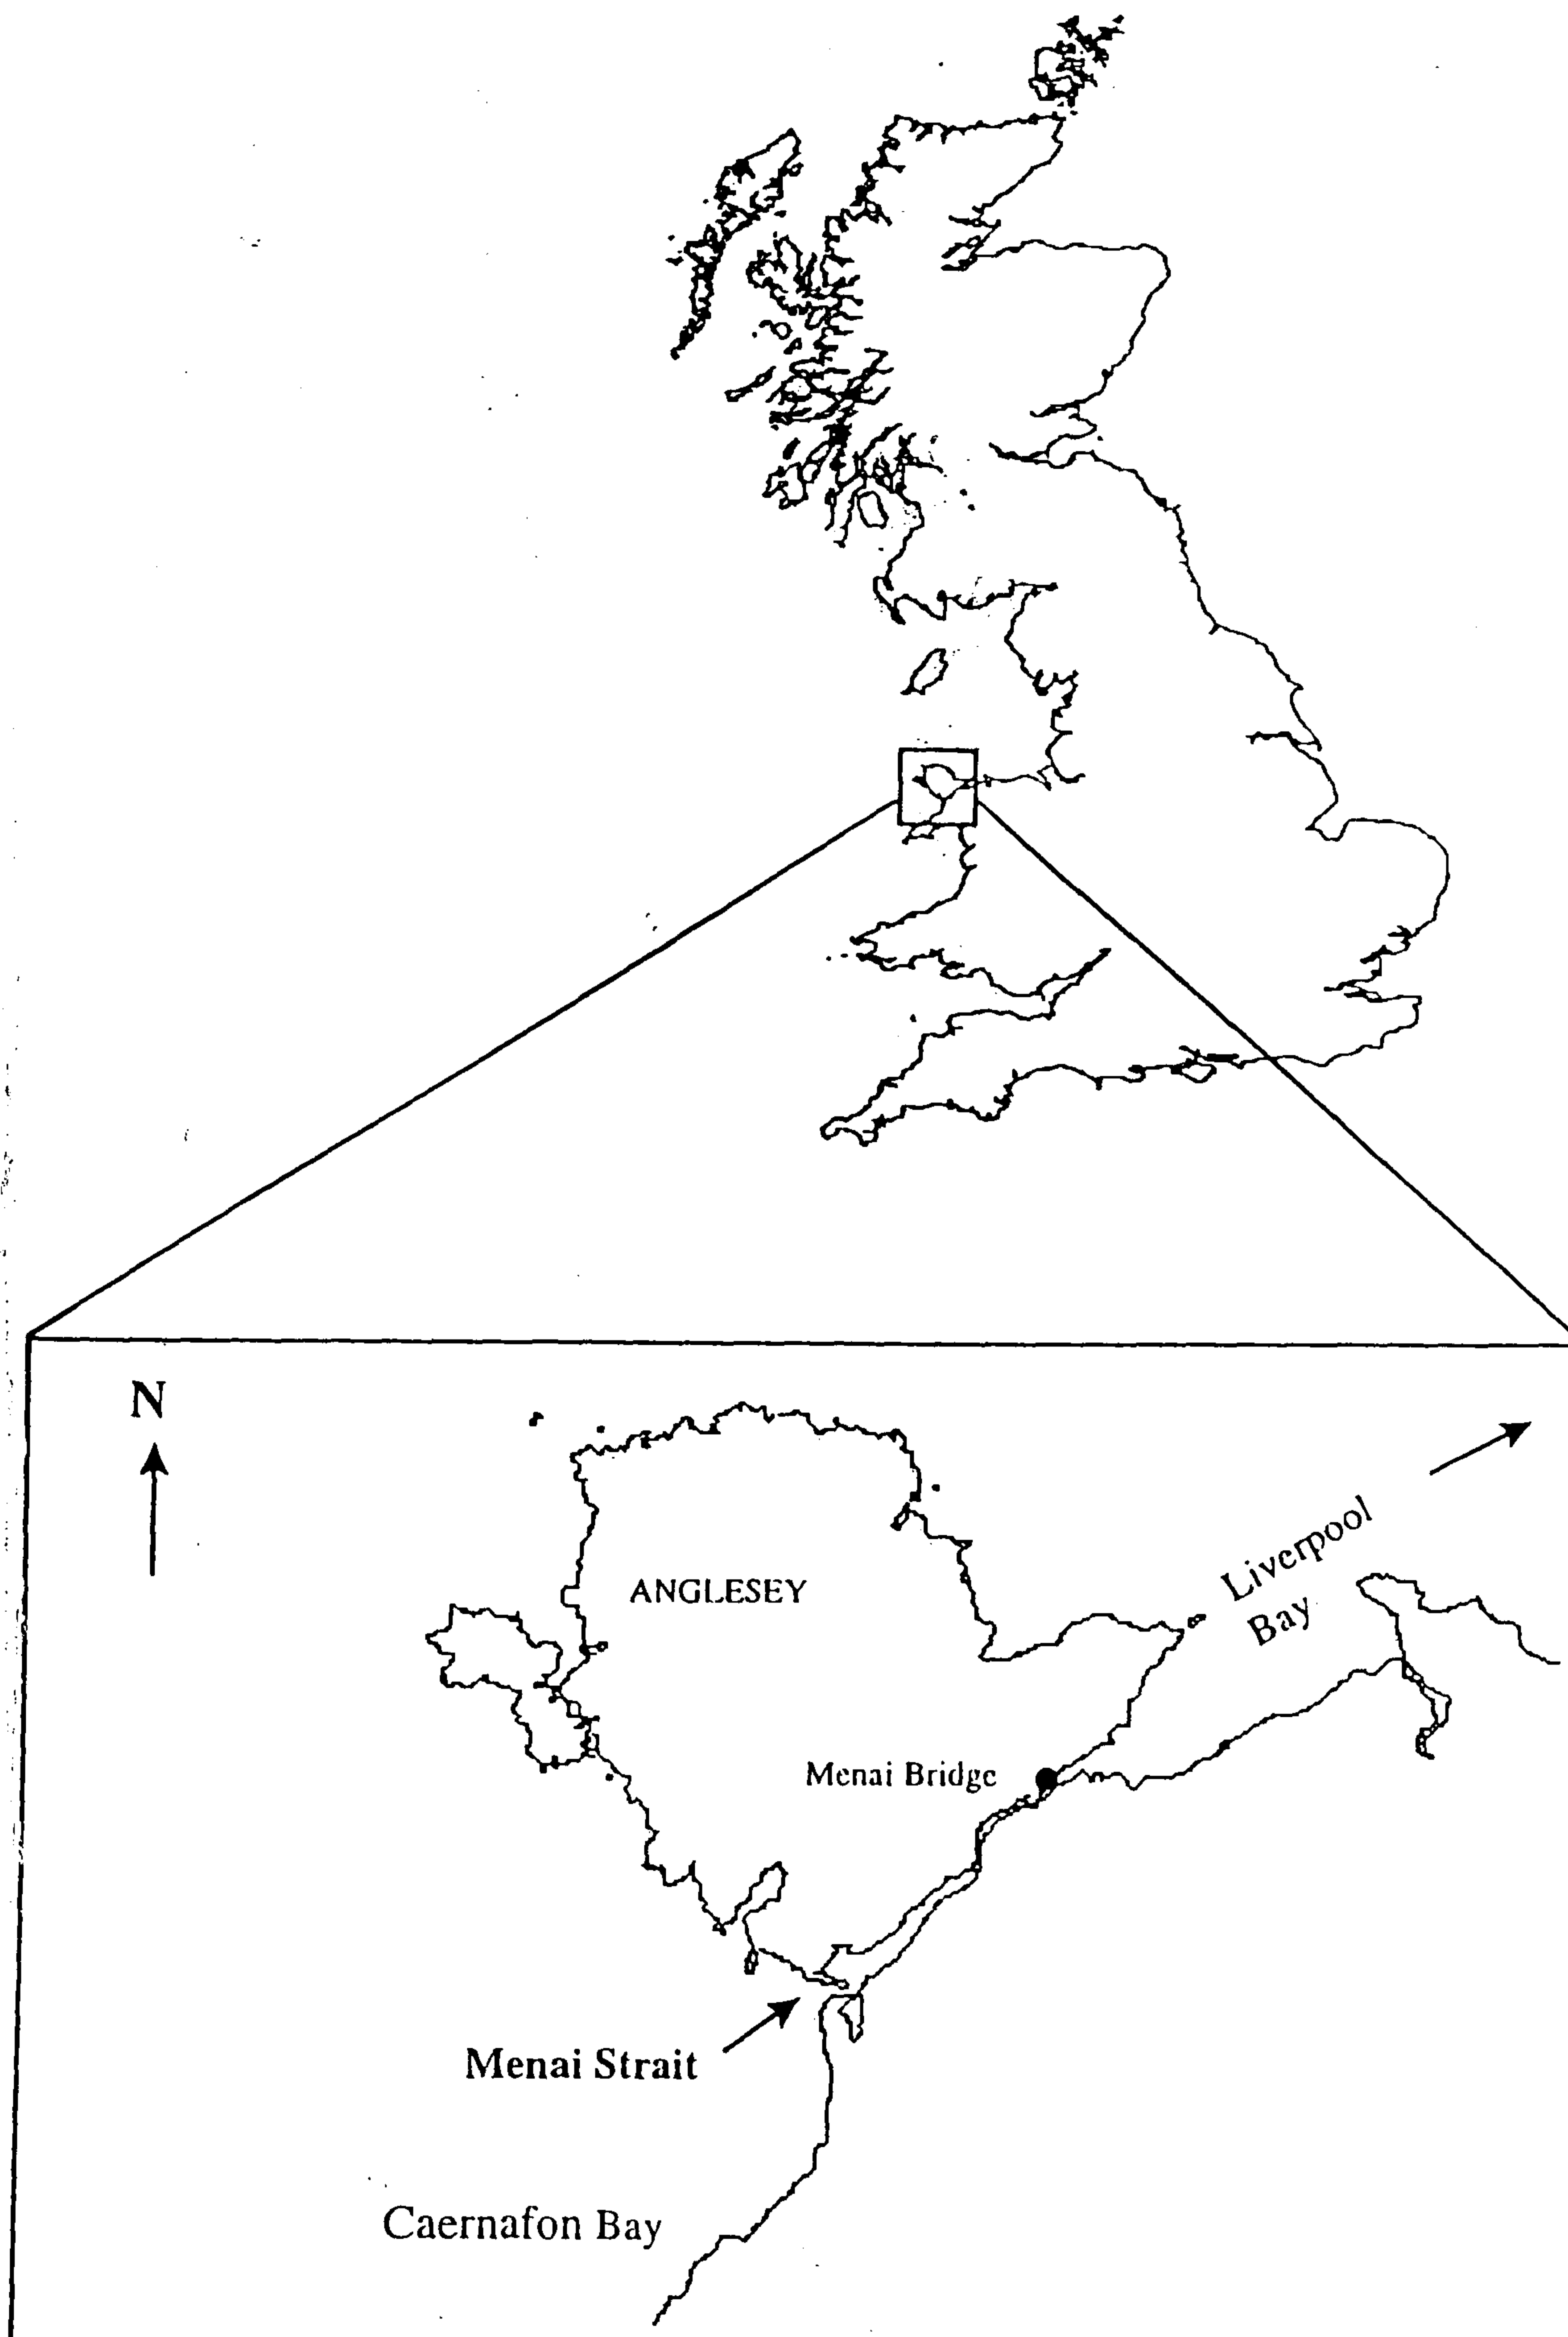 N
ANGLESEY
Liverpool
Bay
Menai Bridge
Menai Strait
Caernafon Bay